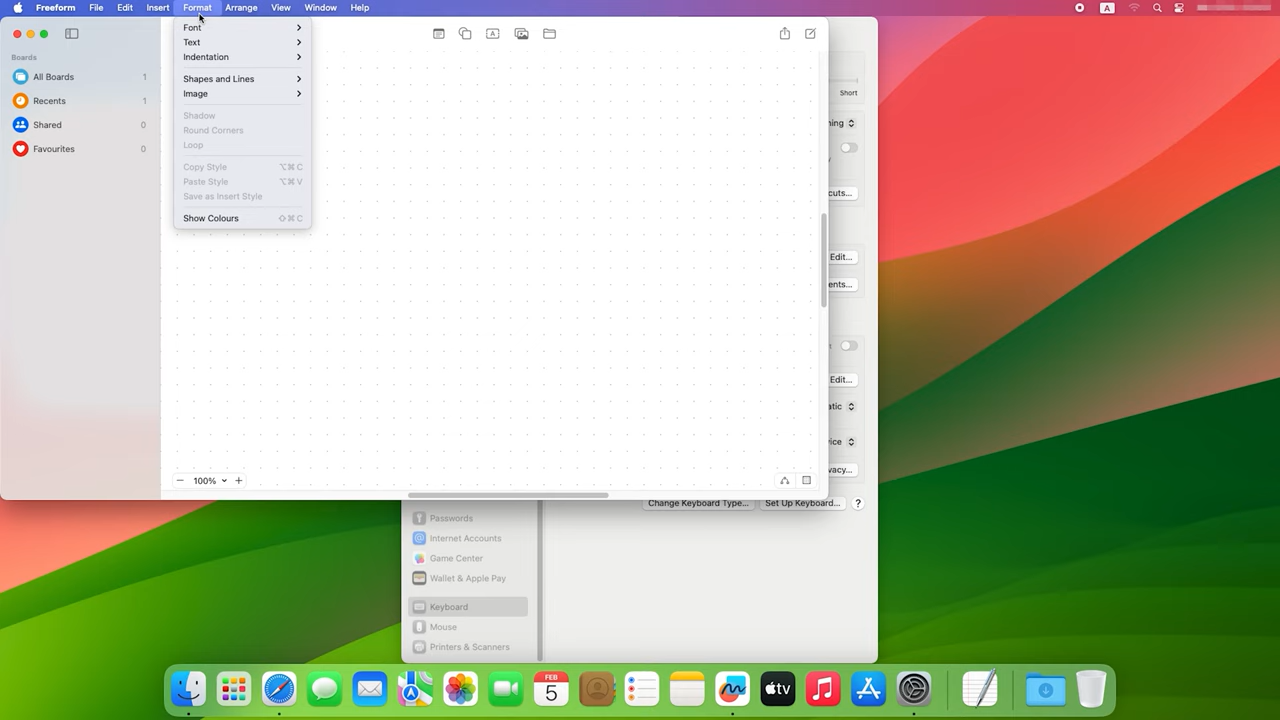 Freeform File Edit Insert Format Arrange View Window Help A
Boards
All Boards 1
Recents 1
Shared 0
Favourites 0
Font
Text
Indentation
Shapes and Lines
Image
Shadow
Round Corners
Loop
Copy Style ⌥⌘C
Paste Style ⌥⌘V
Save as Insert Style
Show Colours ⇧⌘C
A
100%
Short
Edit...
Edit...
Change Keyboard Type... Set Up Keyboard... ?
Passwords
Internet Accounts
Game Center
Wallet & Apple Pay
Keyboard
Mouse
Printers & Scanners
FEB
5
tv